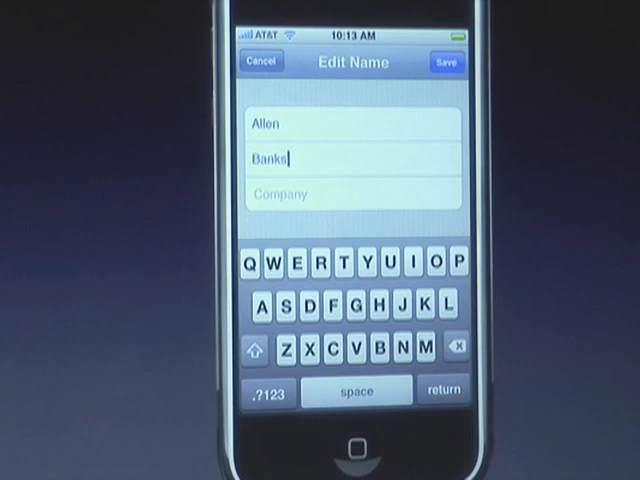 AT&T 10:13 AM
Cancel Edit Name Save
Allen
Banks
Company
Q W E R T Y U I O P
A S D F G H J K L
Z X C V B N M
.?123 space return